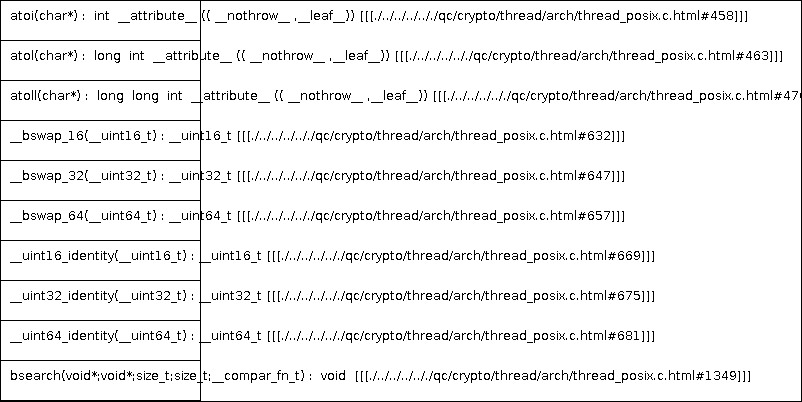 atoi(char*) : int __attribute__ (( __nothrow__ ,__leaf__)) [[[./../../../../../qc/crypto/thread/arch/thread_posix.c.html#458]]]
atol(char*) : long int __attribute__ (( __nothrow__ ,__leaf__)) [[[./../../../../../qc/crypto/thread/arch/thread_posix.c.html#463]]]
atoll(char*) : long long int __attribute__ (( __nothrow__ ,__leaf__)) [[[./../../../../../qc/crypto/thread/arch/thread_posix.c.html#47
__bswap_16(__uint16_t) : __uint16_t [[[./../../../../../qc/crypto/thread/arch/thread_posix.c.html#632]]]
__bswap_32(__uint32_t) : __uint32_t [[[./../../../../../qc/crypto/thread/arch/thread_posix.c.html#647]]]
__bswap_64(__uint64_t) : __uint64_t [[[./../../../../../qc/crypto/thread/arch/thread_posix.c.html#657]]]
__uint16_identity(__uint16_t) : __uint16_t [[[./../../../../../qc/crypto/thread/arch/thread_posix.c.html#669]]]
__uint32_identity(__uint32_t) : __uint32_t [[[./../../../../../qc/crypto/thread/arch/thread_posix.c.html#675]]]
__uint64_identity(__uint64_t) : __uint64_t [[[./../../../../../qc/crypto/thread/arch/thread_posix.c.html#681]]]
bsearch(void*;void*;size_t;size_t;__compar_fn_t) : void [[[./../../../../../qc/crypto/thread/arch/thread_posix.c.html#1349]]]